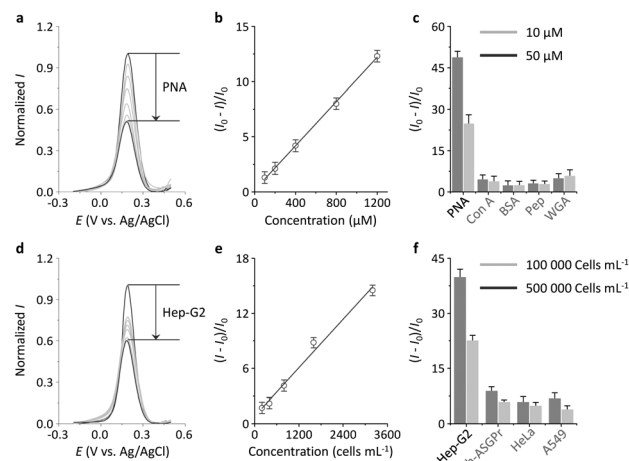 a
Normalized I
1.2
0.9
0.6
0.3
0.0
-0.3 0.0 0.3 0.6
E (V vs. Ag/AgCl)
PNA
b
(I0 - I)/I0
15
10
5
0
0 400 800 1200
Concentration (μM)
c
(I0 - I)/I0
60
45
30
15
0
10 μM
50 μM
PNA
Con A
BSA
Pep
WGA
d
Normalized I
1.2
0.9
0.6
0.3
0.0
-0.3 0.0 0.3 0.6
E (V vs. Ag/AgCl)
Hep-G2
e
(I - I0)/I0
18
12
6
0
0 1200 2400 3600
Concentration (cells mL⁻¹)
f
(I - I0)/I0
60
45
30
15
0
100 000 Cells mL⁻¹
500 000 Cells mL⁻¹
Hep-G2
HeLa
A549